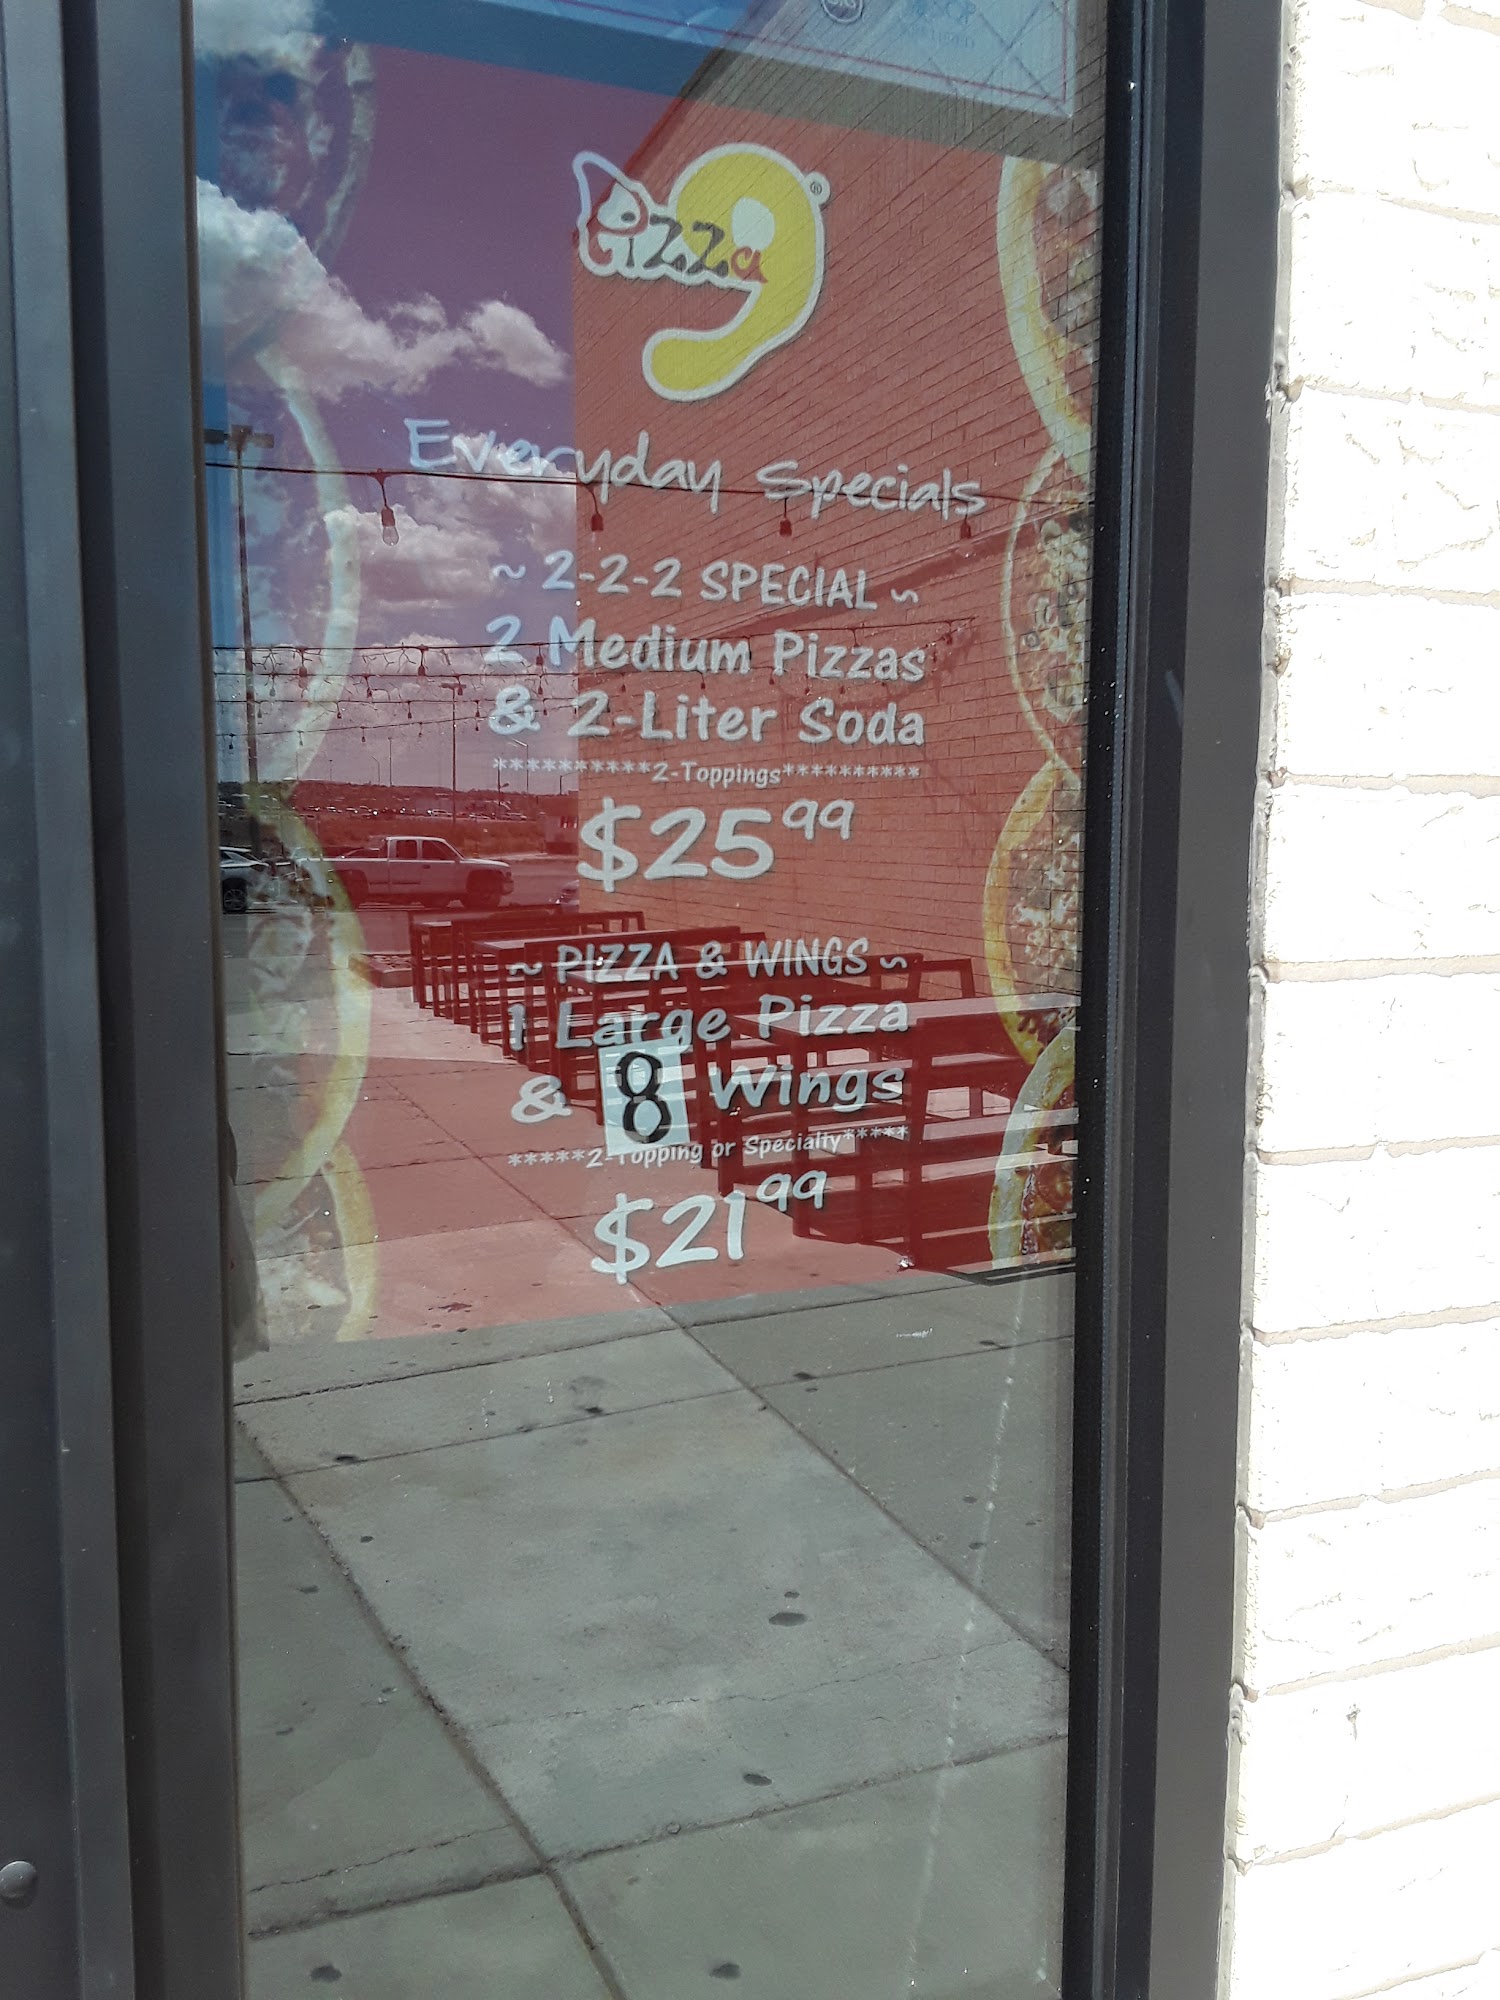 Pizza 9®
Everyday Specials
~ 2-2-2 SPECIAL ~
2 Medium Pizzas
& 2-Liter Soda
**********2-Toppings**********
$25.99
~ PIZZA & WINGS ~
1 Large Pizza
& 8 Wings
*****2-Topping or Specialty*****
$21.99